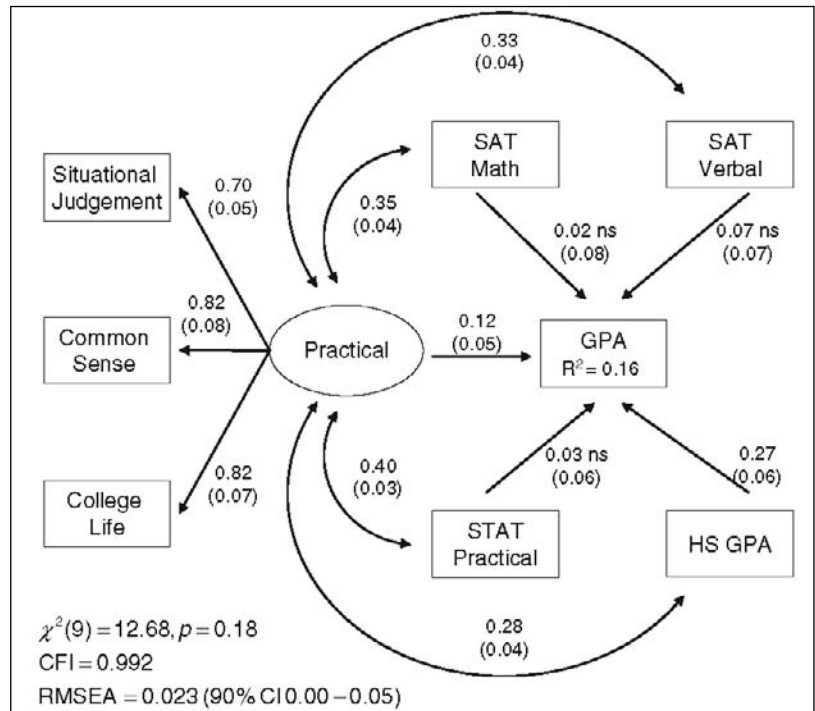 0.33
(0.04)
SAT
Math
SAT
Verbal
Situational
Judgement
0.70
(0.05)
0.35
(0.04)
0.02 ns
(0.08)
0.07 ns
(0.07)
Common
Sense
0.82
(0.08)
Practical
0.12
(0.05)
GPA
R² = 0.16
College
Life
0.82
(0.07)
0.40
(0.03)
0.03 ns
(0.06)
0.27
(0.06)
STAT
Practical
HS GPA
0.28
(0.04)
χ²(9) = 12.68, p = 0.18
CFI = 0.992
RMSEA = 0.023 (90% CI 0.00 – 0.05)